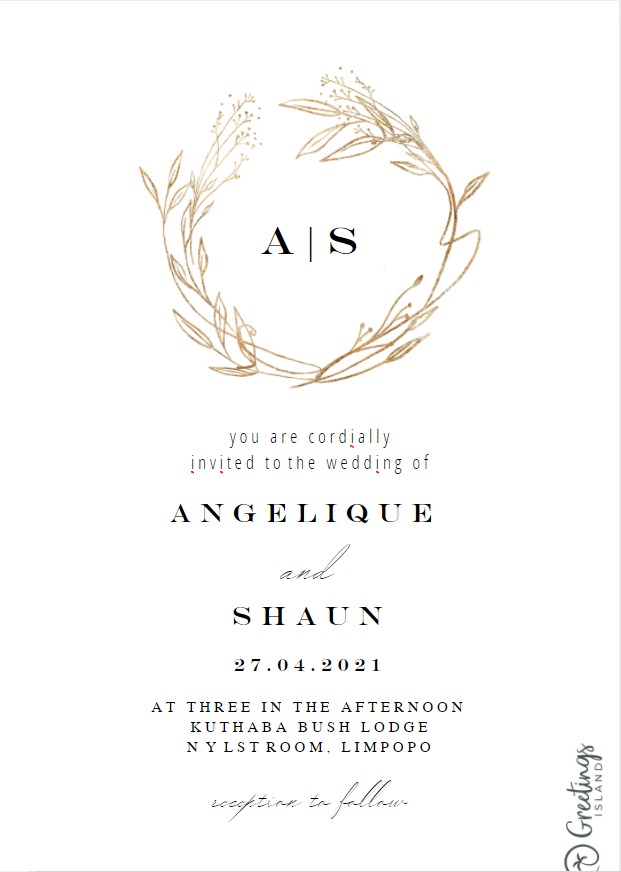 A|S
you are cordially
invited to the wedding of
ANGELIQUE
and
SHAUN
27.04.2021
AT THREE IN THE AFTERNOON
KUTHABA BUSH LODGE
NYLSTROOM, LIMPOPO
reception to follow
Greetings
ISLAND